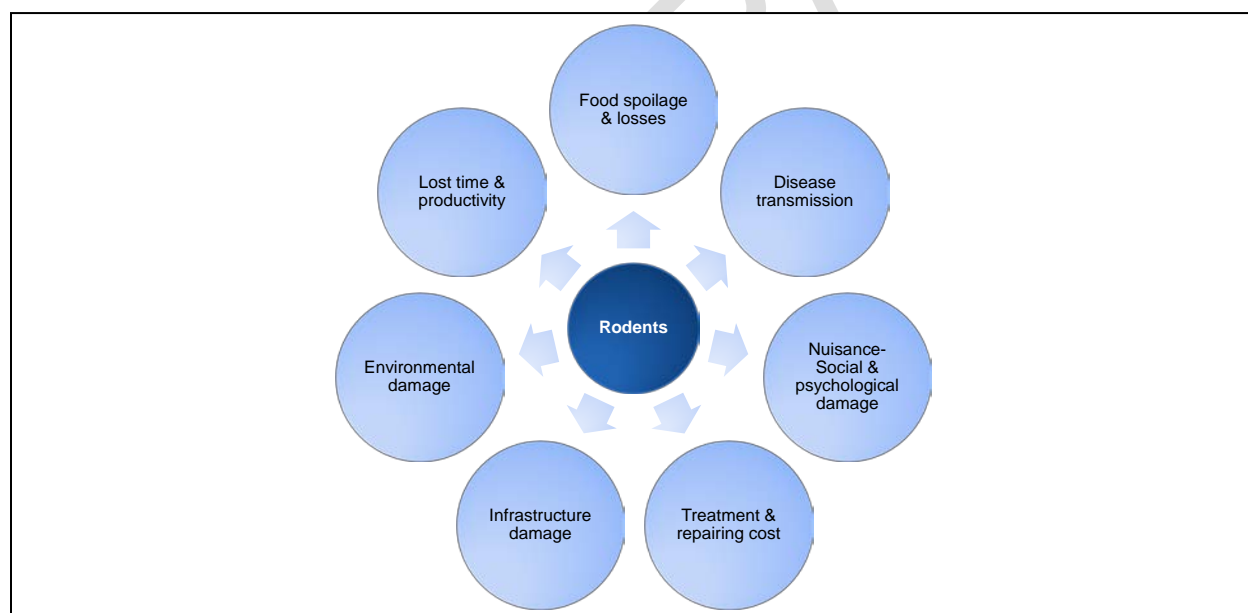 Food spoilage
& losses
Disease
transmission
Nuisance-
Social &
psychological
damage
Treatment &
repairing cost
Infrastructure
damage
Environmental
damage
Lost time &
productivity
Rodents